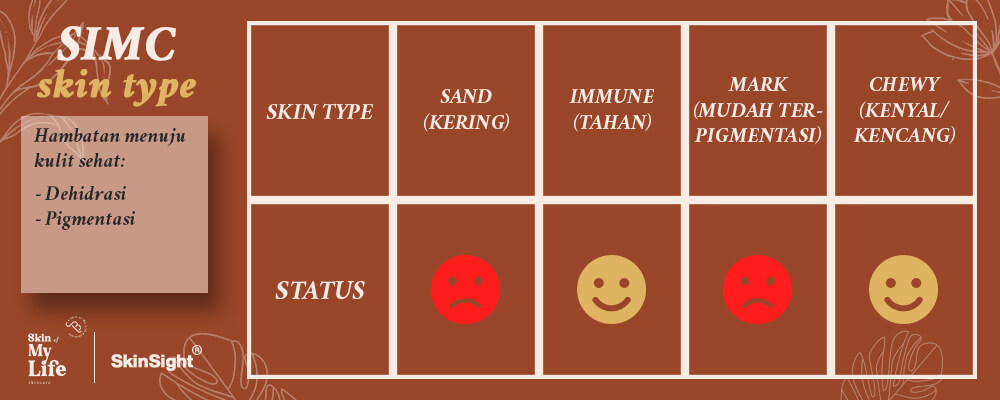 SIMC
skin type
Hambatan menuju
kulit sehat:
- Dehidrasi
- Pigmentasi
SKIN TYPE
SAND
(KERING)
IMMUNE
(TAHAN)
MARK
(MUDAH TER-
PIGMENTASI)
CHEWY
(KENYAL/
KENCANG)
STATUS
Skin of
My
Life
skincare
SkinSight®